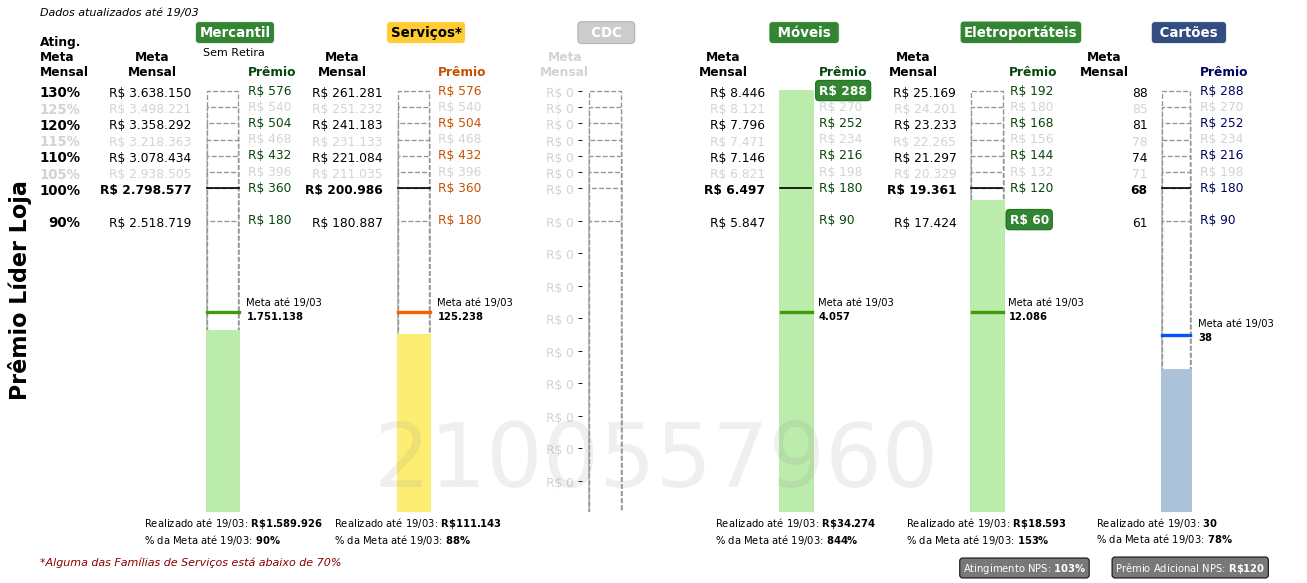 Dados atualizados até 19/03
Prêmio Líder Loja
Mercantil Serviços* CDC Móveis Eletroportáteis Cartões
Sem Retira
Ating. Meta Mensal
Meta Mensal Prêmio Meta Mensal Prêmio Meta Mensal Meta Mensal Prêmio Meta Mensal Prêmio Meta Mensal Prêmio
130% R$ 3.638.150 R$ 576 R$ 261.281 R$ 576 R$ 0 R$ 8.446 R$ 288 R$ 25.169 R$ 192 88 R$ 288
125% R$ 3.498.221 R$ 540 R$ 251.232 R$ 540 R$ 0 R$ 8.121 R$ 270 R$ 24.201 R$ 180 85 R$ 270
120% R$ 3.358.292 R$ 504 R$ 241.183 R$ 504 R$ 0 R$ 7.796 R$ 252 R$ 23.233 R$ 168 81 R$ 252
115% R$ 3.218.363 R$ 468 R$ 231.133 R$ 468 R$ 0 R$ 7.471 R$ 234 R$ 22.265 R$ 156 78 R$ 234
110% R$ 3.078.434 R$ 432 R$ 221.084 R$ 432 R$ 0 R$ 7.146 R$ 216 R$ 21.297 R$ 144 74 R$ 216
105% R$ 2.938.505 R$ 396 R$ 211.035 R$ 396 R$ 0 R$ 6.821 R$ 198 R$ 20.329 R$ 132 71 R$ 198
100% R$ 2.798.577 R$ 360 R$ 200.986 R$ 360 R$ 0 R$ 6.497 R$ 180 R$ 19.361 R$ 120 68 R$ 180
90% R$ 2.518.719 R$ 180 R$ 180.887 R$ 180 R$ 0 R$ 5.847 R$ 90 R$ 17.424 R$ 60 61 R$ 90
R$ 0
R$ 0
R$ 0
R$ 0
R$ 0
R$ 0
R$ 0
R$ 0
Meta até 19/03 Meta até 19/03 Meta até 19/03 Meta até 19/03 Meta até 19/03
1.751.138 125.238 4.057 12.086 38
2100557960
Realizado até 19/03: R$1.589.926 Realizado até 19/03: R$111.143 Realizado até 19/03: R$34.274 Realizado até 19/03: R$18.593 Realizado até 19/03: 30
% da Meta até 19/03: 90% % da Meta até 19/03: 88% % da Meta até 19/03: 844% % da Meta até 19/03: 153% % da Meta até 19/03: 78%
*Alguma das Famílias de Serviços está abaixo de 70%
Atingimento NPS: 103% Prêmio Adicional NPS: R$120